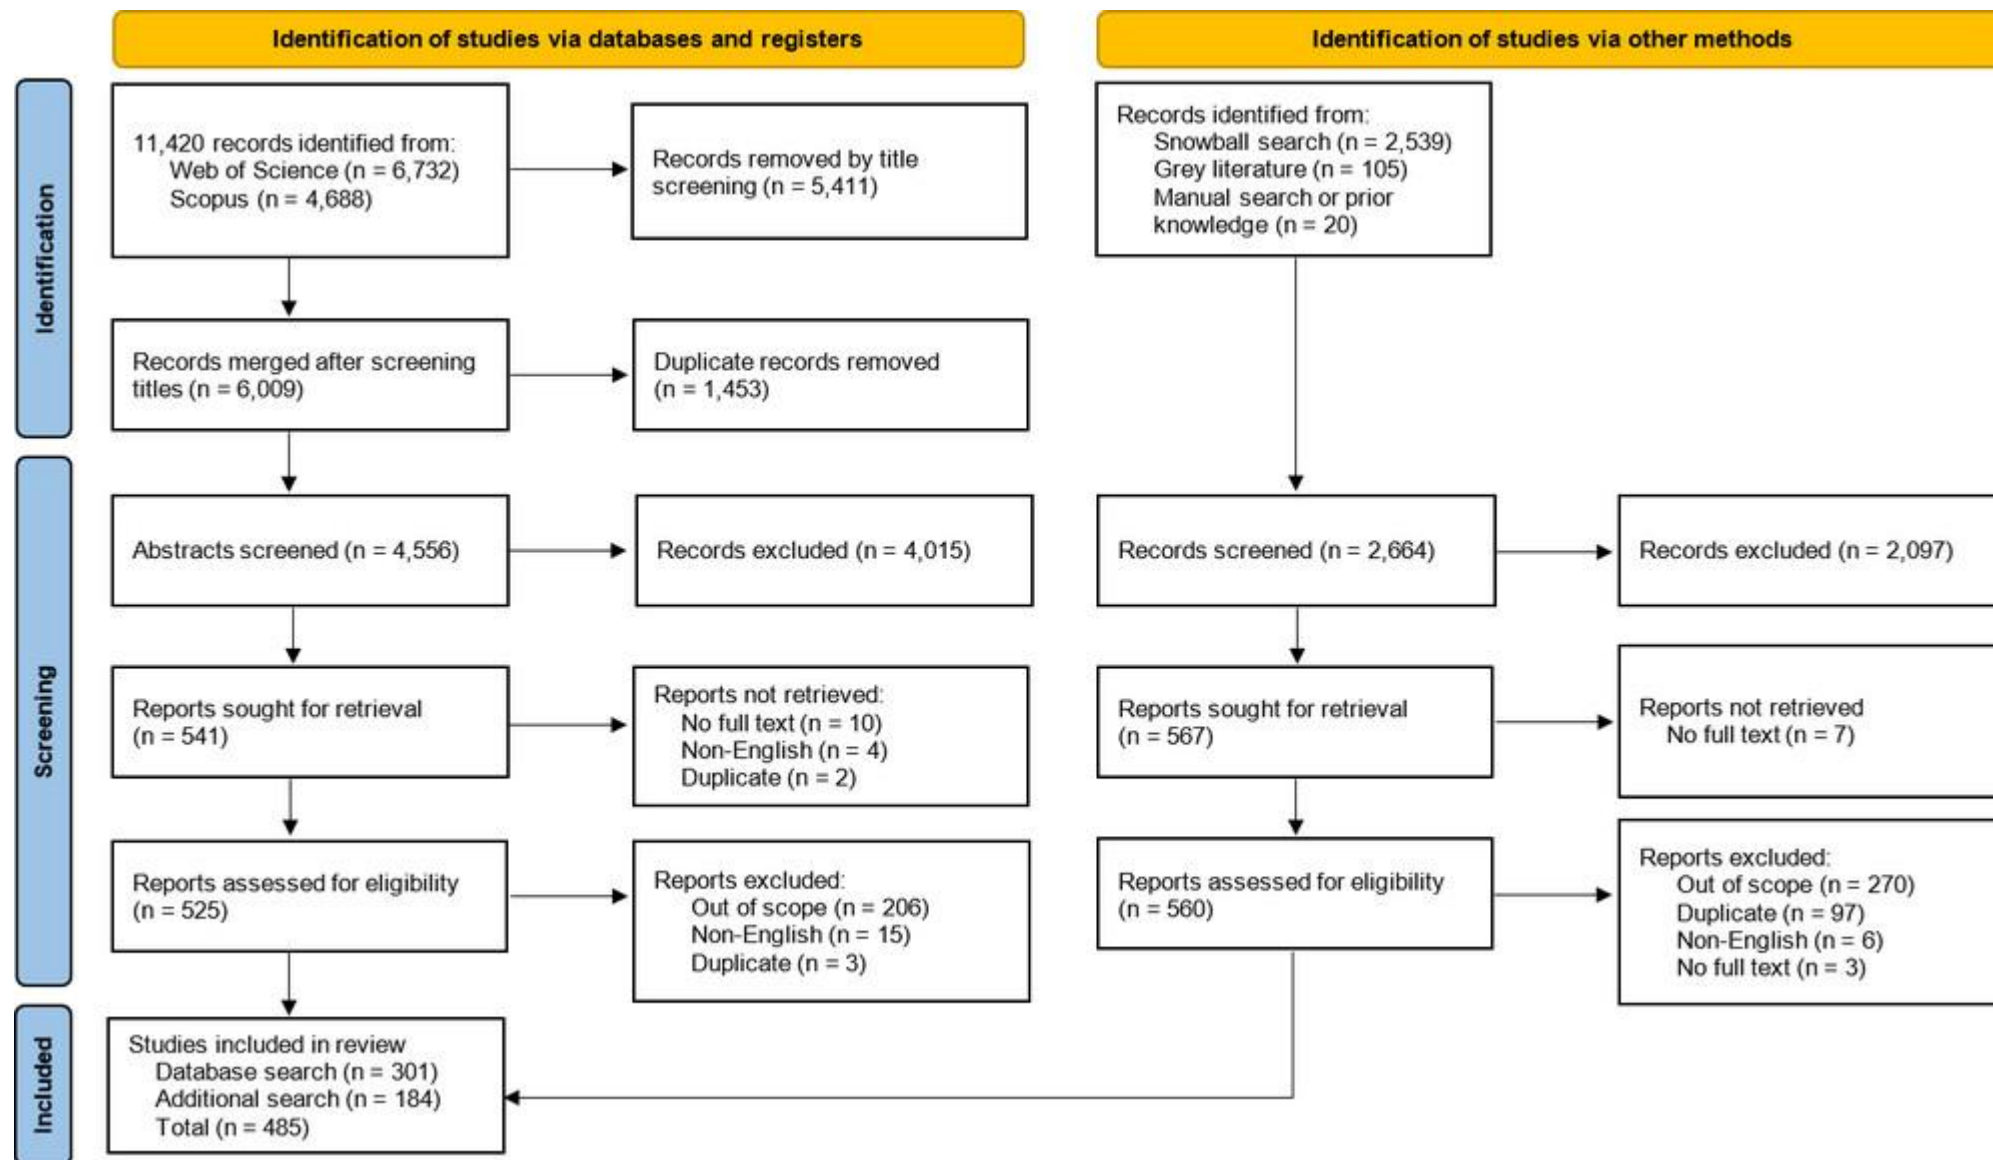 Identification of studies via databases and registers
Identification of studies via other methods
Identification
11,420 records identified from:
Web of Science (n = 6,732)
Scopus (n = 4,688)
Records removed by title
screening (n = 5,411)
Records identified from:
Snowball search (n = 2,539)
Grey literature (n = 105)
Manual search or prior
knowledge (n = 20)
Records merged after screening
titles (n = 6,009)
Duplicate records removed
(n = 1,453)
Screening
Abstracts screened (n = 4,556)
Records excluded (n = 4,015)
Records screened (n = 2,664)
Records excluded (n = 2,097)
Reports sought for retrieval
(n = 541)
Reports not retrieved:
No full text (n = 10)
Non-English (n = 4)
Duplicate (n = 2)
Reports sought for retrieval
(n = 567)
Reports not retrieved
No full text (n = 7)
Reports assessed for eligibility
(n = 525)
Reports excluded:
Out of scope (n = 206)
Non-English (n = 15)
Duplicate (n = 3)
Reports assessed for eligibility
(n = 560)
Reports excluded:
Out of scope (n = 270)
Duplicate (n = 97)
Non-English (n = 6)
No full text (n = 3)
Included
Studies included in review
Database search (n = 301)
Additional search (n = 184)
Total (n = 485)